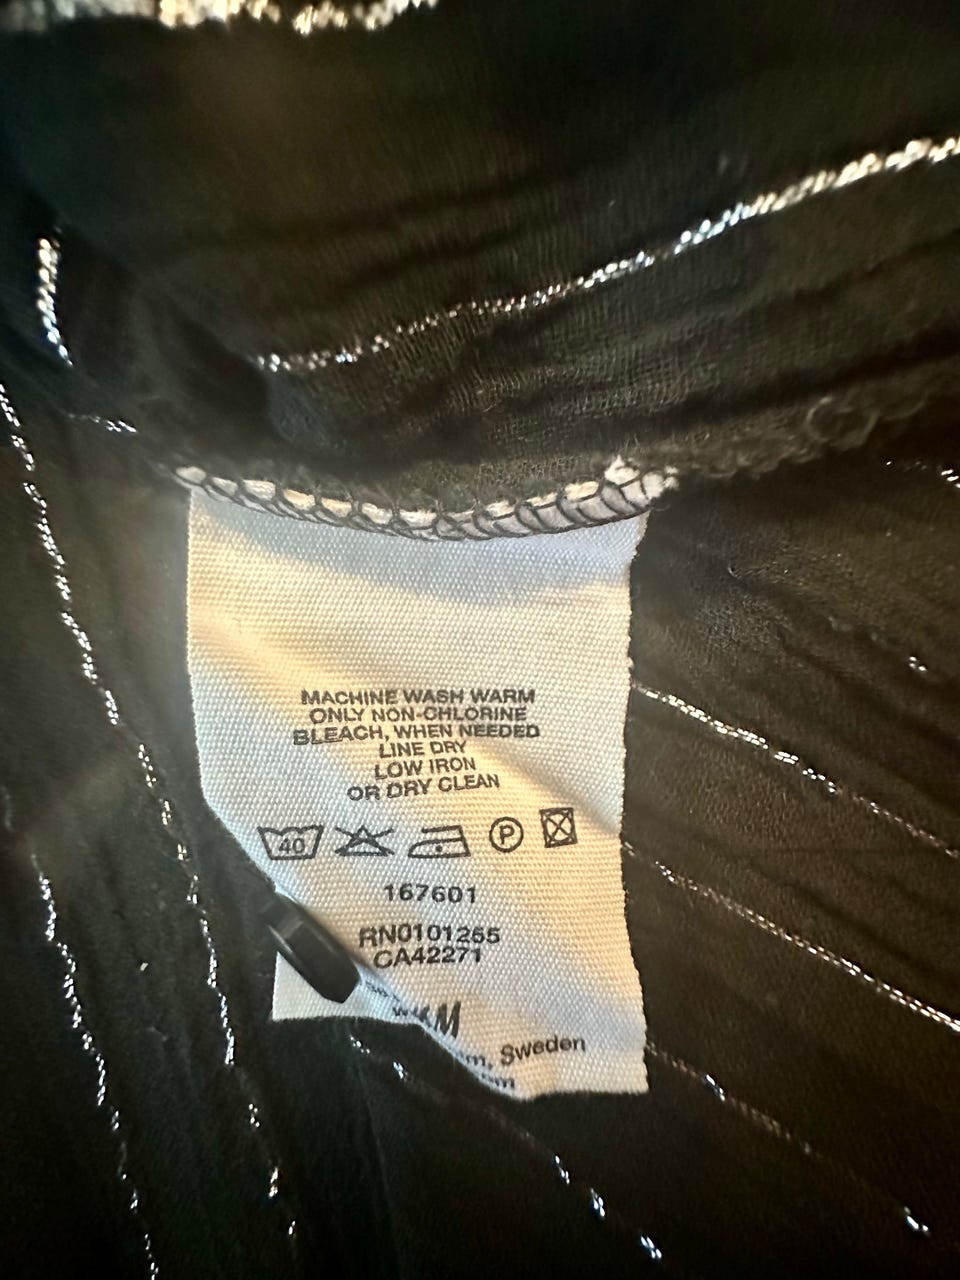 MACHINE WASH WARM
ONLY NON-CHLORINE
BLEACH, WHEN NEEDED
LINE DRY
LOW IRON
OR DRY CLEAN
40 P
167601
RN0101255
CA42271
Sweden